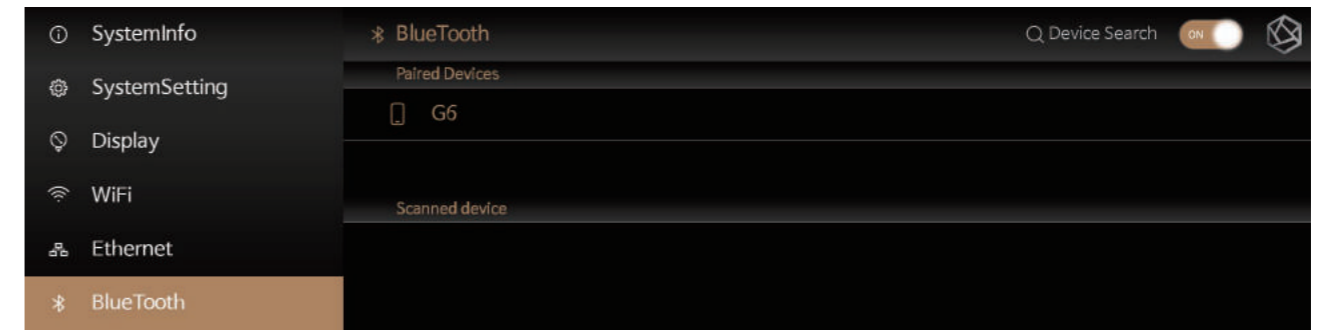 SystemInfo
SystemSetting
Display
WiFi
Ethernet
BlueTooth
BlueTooth
Device Search
ON
Paired Devices
G6
Scanned device